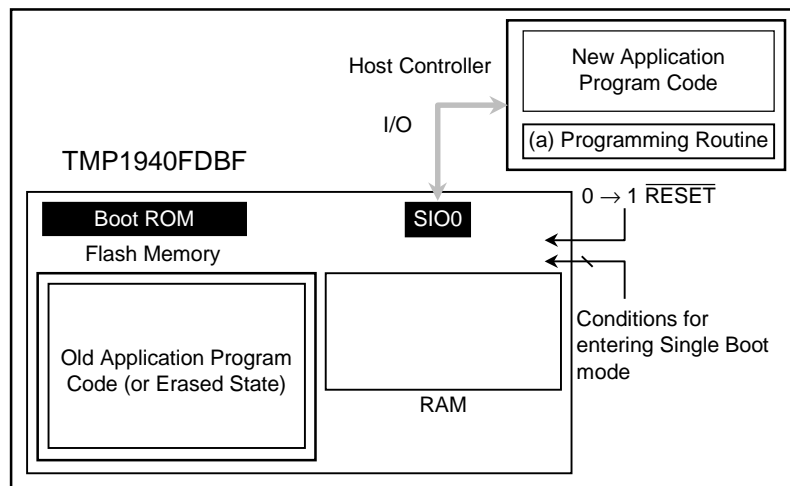 New Application
Program Code
Host Controller
I/O
(a) Programming Routine
TMP1940FDBF
0 → 1 RESET
Boot ROM
SIO0
Flash Memory
Old Application Program
Code (or Erased State)
Conditions for
entering Single Boot
mode
RAM